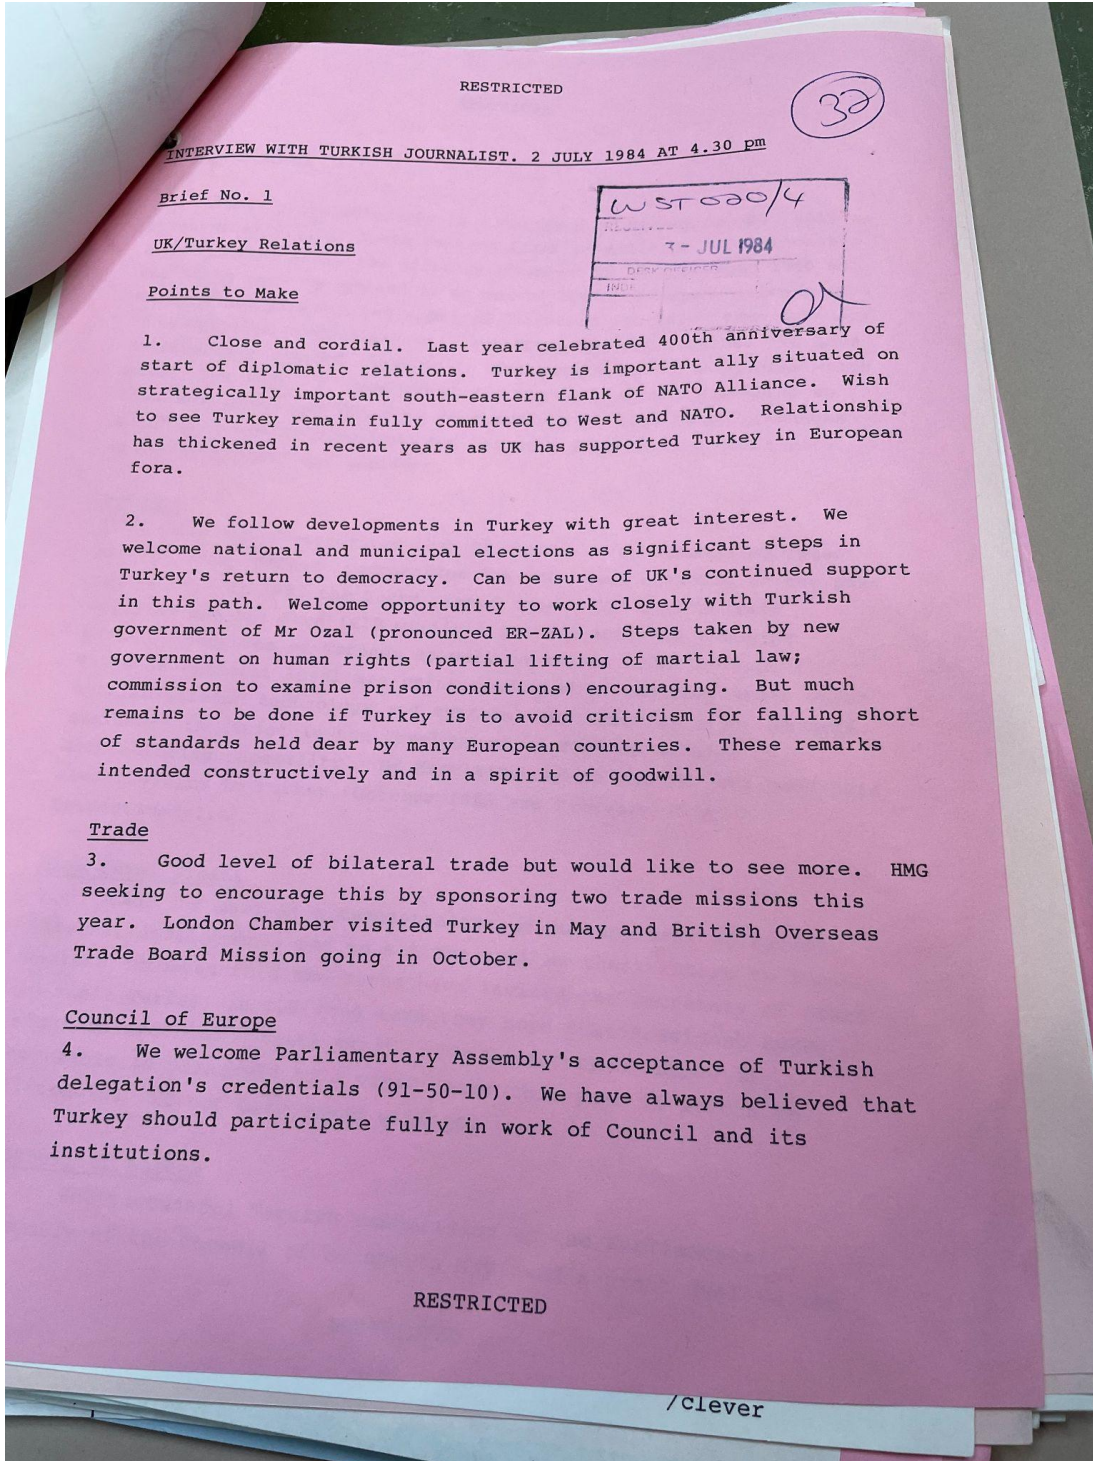 RESTRICTED
32
INTERVIEW WITH TURKISH JOURNALIST. 2 JULY 1984 AT 4.30 pm
Brief No. 1
WST 020/4
3 - JUL 1984
DESK OFFICER
UK/Turkey Relations
Points to Make
1. Close and cordial. Last year celebrated 400th anniversary of
start of diplomatic relations. Turkey is important ally situated on
strategically important south-eastern flank of NATO Alliance. Wish
to see Turkey remain fully committed to West and NATO. Relationship
has thickened in recent years as UK has supported Turkey in European
fora.
2. We follow developments in Turkey with great interest. We
welcome national and municipal elections as significant steps in
Turkey's return to democracy. Can be sure of UK's continued support
in this path. Welcome opportunity to work closely with Turkish
government of Mr Ozal (pronounced ER-ZAL). Steps taken by new
government on human rights (partial lifting of martial law;
commission to examine prison conditions) encouraging. But much
remains to be done if Turkey is to avoid criticism for falling short
of standards held dear by many European countries. These remarks
intended constructively and in a spirit of goodwill.
Trade
3. Good level of bilateral trade but would like to see more. HMG
seeking to encourage this by sponsoring two trade missions this
year. London Chamber visited Turkey in May and British Overseas
Trade Board Mission going in October.
Council of Europe
4. We welcome Parliamentary Assembly's acceptance of Turkish
delegation's credentials (91-50-10). We have always believed that
Turkey should participate fully in work of Council and its
institutions.
RESTRICTED
/clever